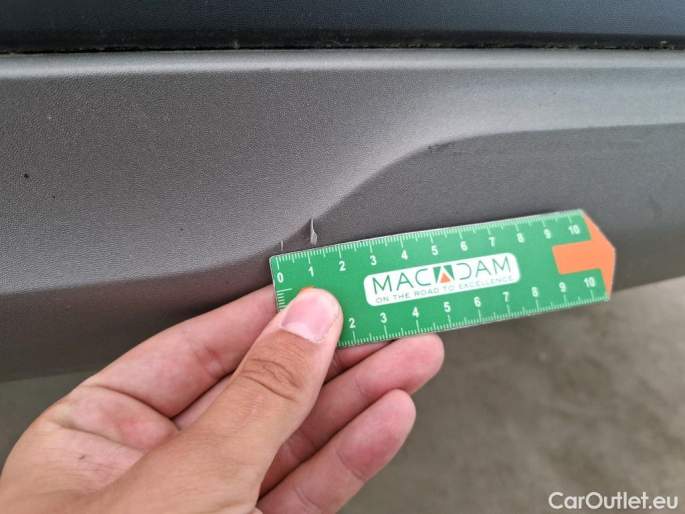 0 1 2 3 4 5 6 7 8 9 10
MACADAM
ON THE ROAD TO EXCELLENCE
2 3 4 5 6 7 8 9 10
CarOutlet.eu